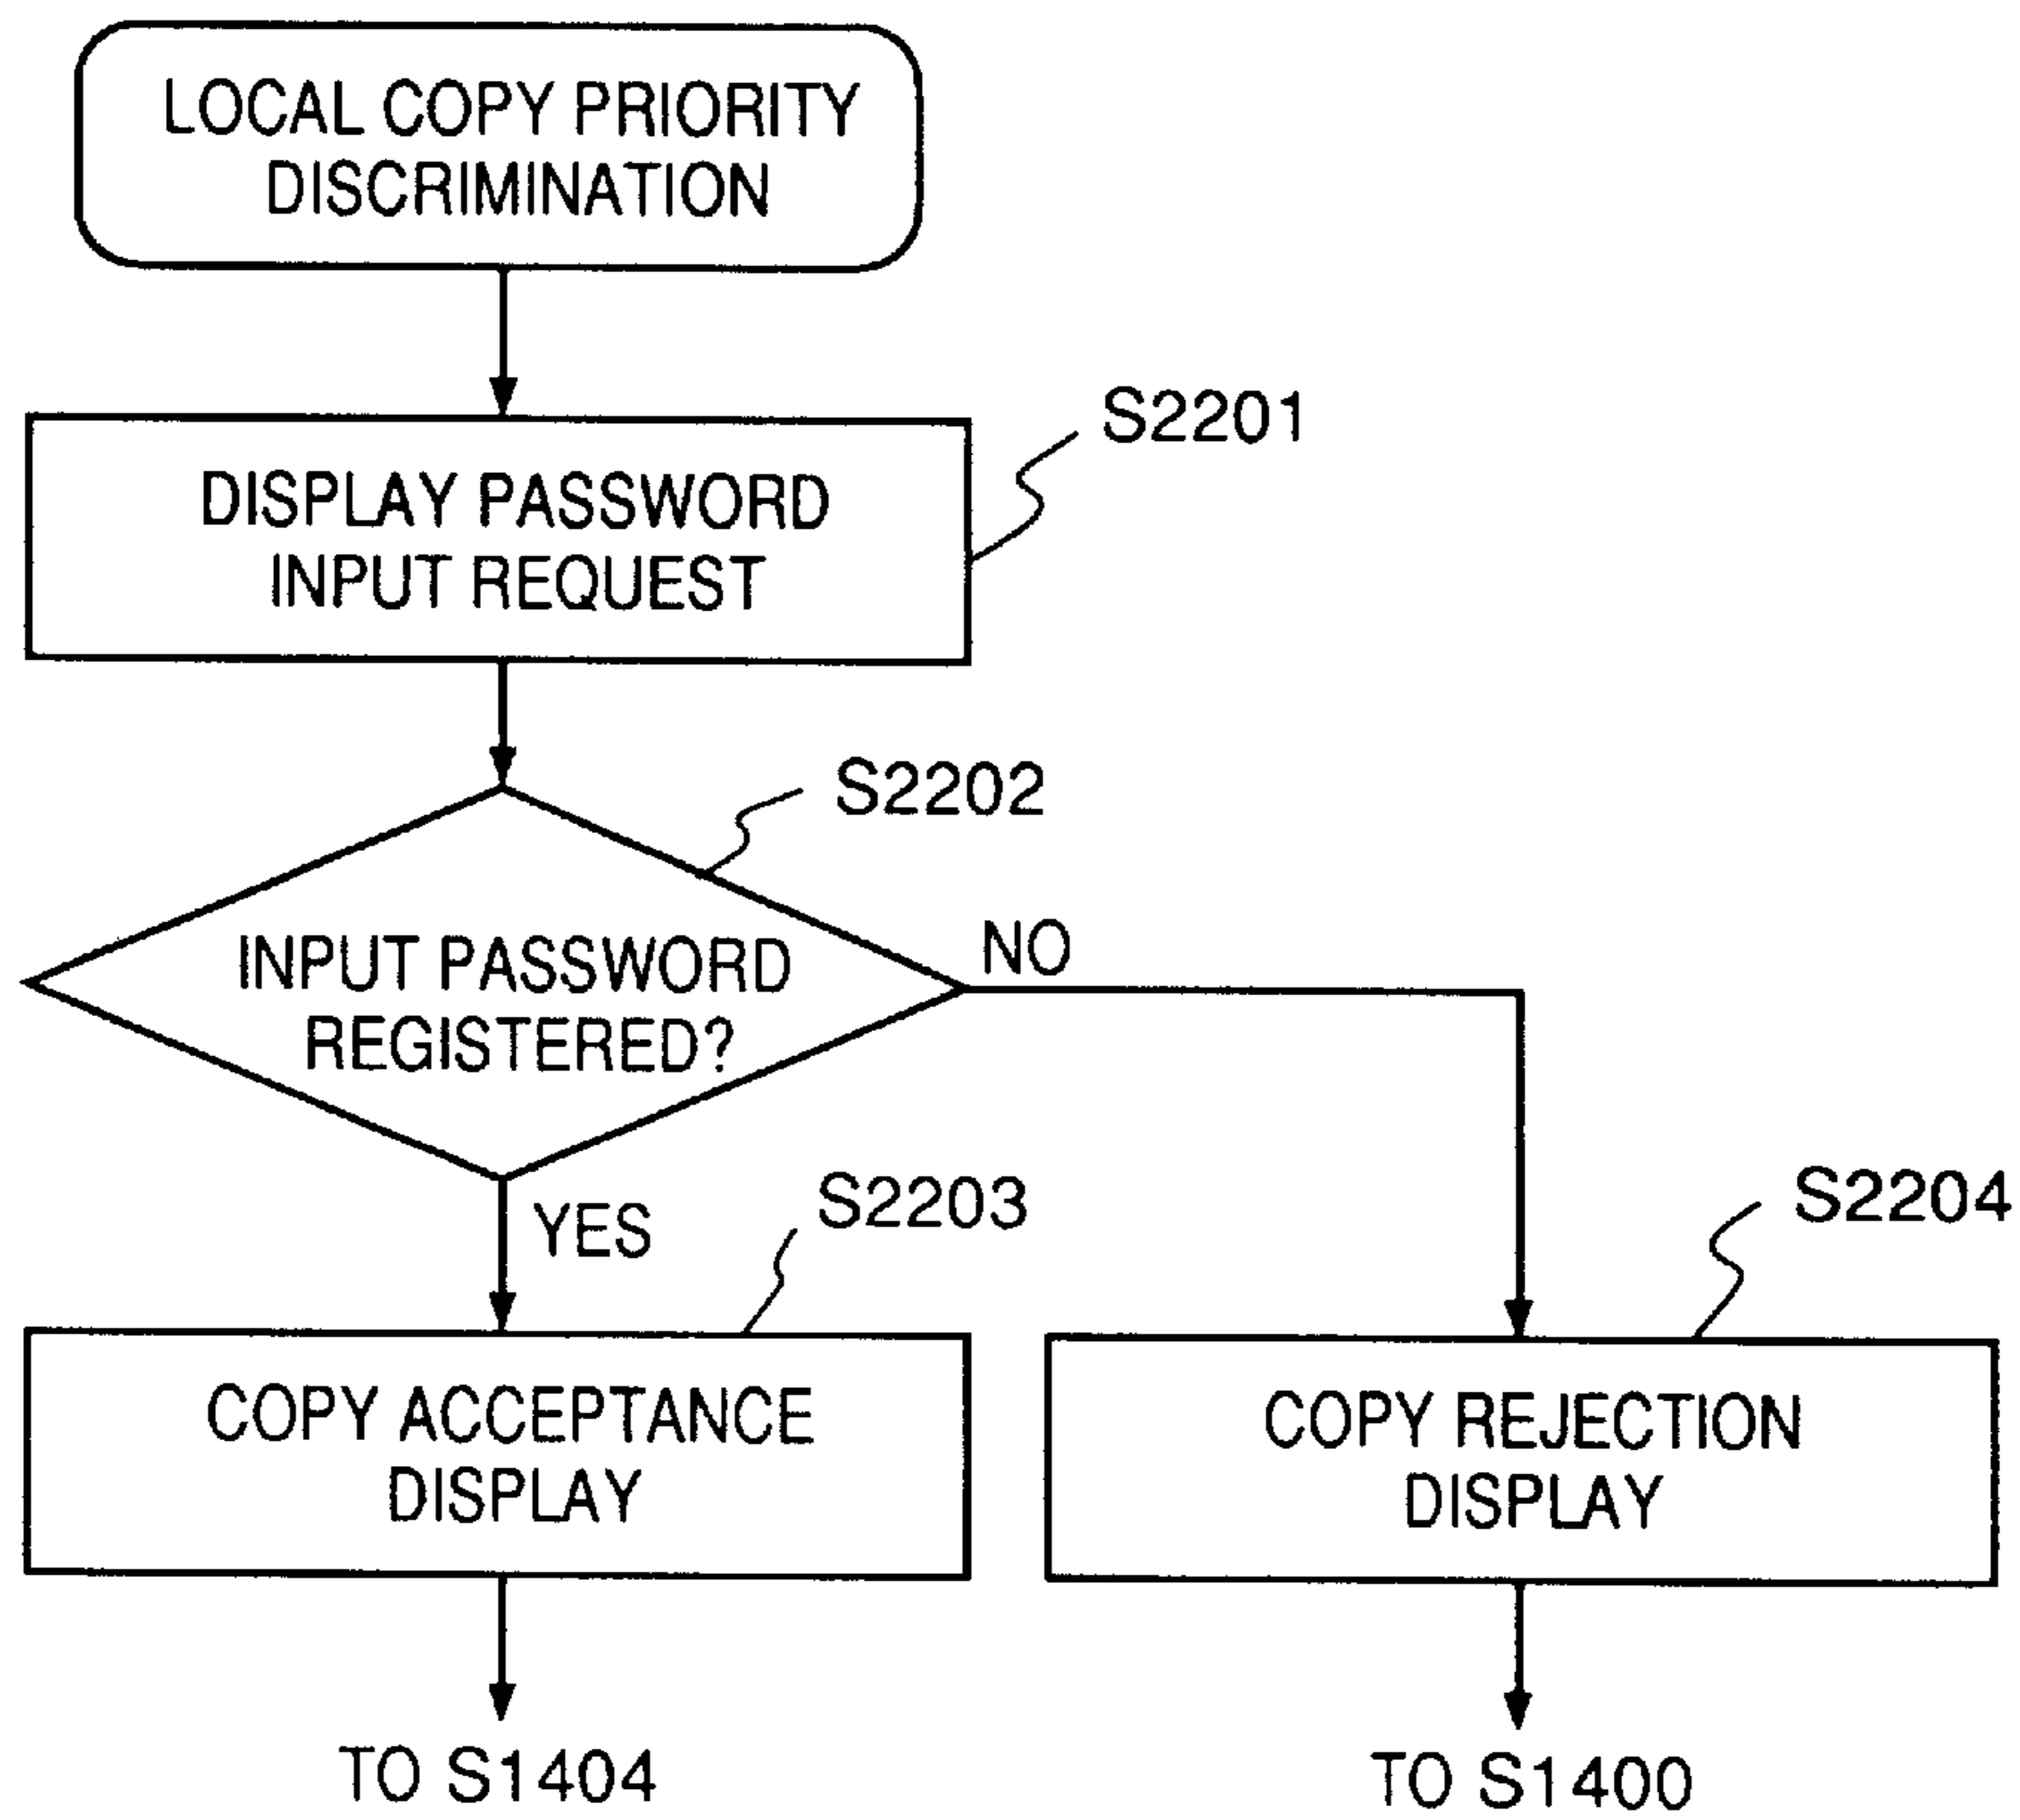 LOCAL COPY PRIORITY
DISCRIMINATION
S2201
DISPLAY PASSWORD
INPUT REQUEST
S2202
INPUT PASSWORD
REGISTERED?
NO
YES
S2203
S2204
COPY ACCEPTANCE
DISPLAY
COPY REJECTION
DISPLAY
TO S1404
TO S1400